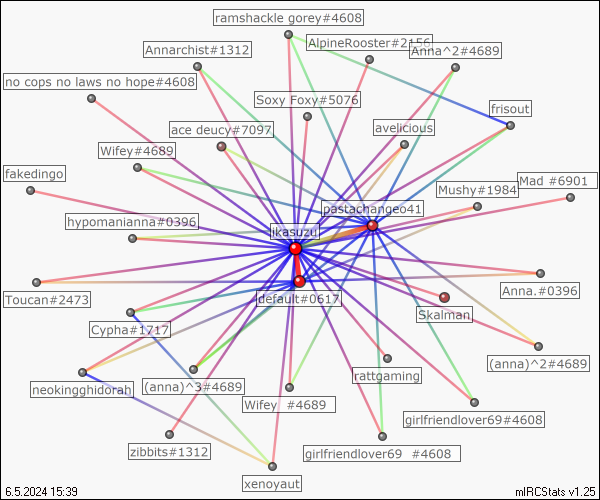 ramshackle gorey#4608
Annarchist#1312
AlpineRooster#2156
Anna^2#4689
no cops no laws no hope#4608
Soxy Foxy#5076
frisout
ace deucy#7097
avelicious
Wifey#4689
fakedingo
Mad #6901
Mushy#1984
pastachangeo41
hypomanianna#0396
ikasuzu
Toucan#2473
default#0617
Anna.#0396
Skalman
Cypha#1717
(anna)^2#4689
rattgaming
neokingghidorah
(anna)^3#4689
Wifey #4689
girlfriendlover69#4608
zibbits#1312
girlfriendlover69 #4608
xenoyaut
6.5.2024 15:39
mIRCStats v1.25